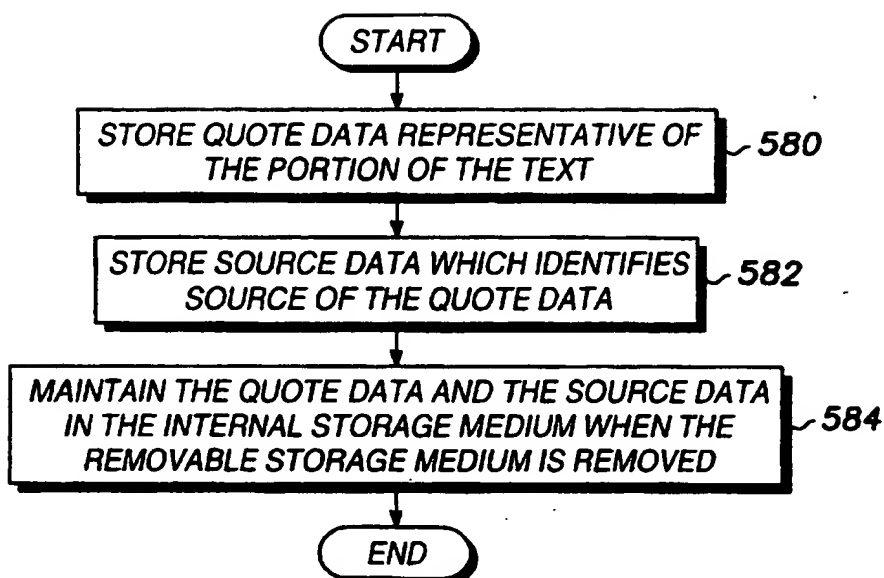 START
STORE QUOTE DATA REPRESENTATIVE OF
THE PORTION OF THE TEXT
580
STORE SOURCE DATA WHICH IDENTIFIES
SOURCE OF THE QUOTE DATA
582
MAINTAIN THE QUOTE DATA AND THE SOURCE DATA
IN THE INTERNAL STORAGE MEDIUM WHEN THE
REMOVABLE STORAGE MEDIUM IS REMOVED
584
END